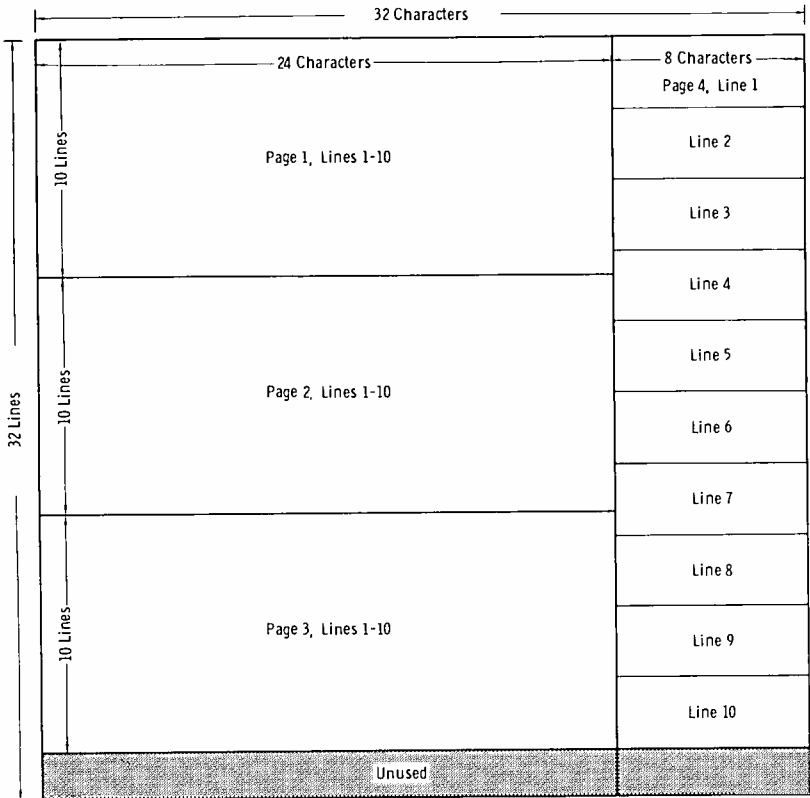 32 Characters
24 Characters
8 Characters
Page 4, Line 1
10 Lines
Page 1, Lines 1-10
Line 2
Line 3
Line 4
32 Lines
10 Lines
Page 2, Lines 1-10
Line 5
Line 6
Line 7
10 Lines
Page 3, Lines 1-10
Line 8
Line 9
Line 10
Unused